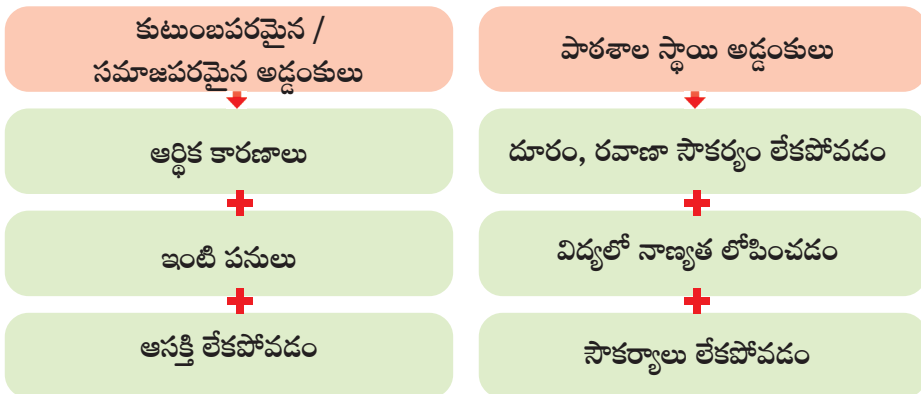 కుటుంబపరమైన /
సమాజపరమైన అడ్డంకులు
ఆర్థిక కారణాలు
ఇంటి పనులు
ఆసక్తి లేకపోవడం
పాఠశాల స్థాయి అడ్డంకులు
దూరం, రవాణా సౌకర్యం లేకపోవడం
విద్యలో నాణ్యత లోపించడం
సౌకర్యాలు లేకపోవడం